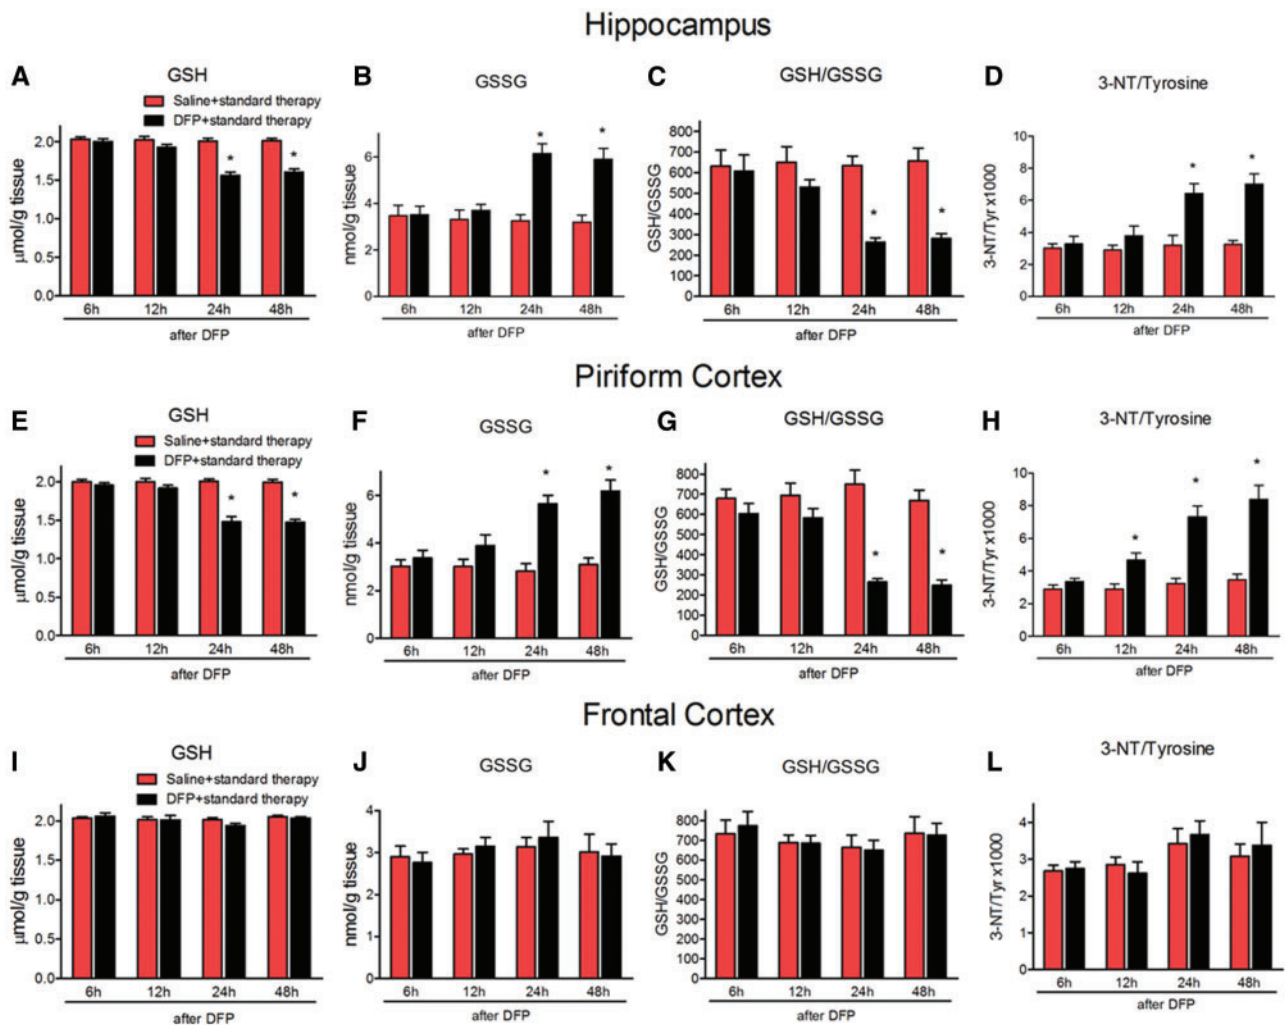 Hippocampus
A
GSH
Saline+standard therapy
DFP+standard therapy
μmol/g tissue
2.0
1.5
1.0
0.5
0.0
* *
6h 12h 24h 48h
after DFP
B
GSSG
nmol/g tissue
6
4
2
0
* *
6h 12h 24h 48h
after DFP
C
GSH/GSSG
GSH/GSSG
800
700
600
500
400
300
200
100
0
* *
6h 12h 24h 48h
after DFP
D
3-NT/Tyrosine
3-NT/Tyr x1000
10
8
6
4
2
0
* *
6h 12h 24h 48h
after DFP
Piriform Cortex
E
GSH
Saline+standard therapy
DFP+standard therapy
μmol/g tissue
2.0
1.5
1.0
0.5
0.0
* *
6h 12h 24h 48h
after DFP
F
GSSG
nmol/g tissue
6
4
2
0
* *
6h 12h 24h 48h
after DFP
G
GSH/GSSG
GSH/GSSG
800
700
600
500
400
300
200
100
0
* *
6h 12h 24h 48h
after DFP
H
3-NT/Tyrosine
3-NT/Tyr x1000
10
8
6
4
2
0
* * *
6h 12h 24h 48h
after DFP
Frontal Cortex
I
GSH
Saline+standard therapy
DFP+standard therapy
μmol/g tissue
2.0
1.5
1.0
0.5
0.0
6h 12h 24h 48h
after DFP
J
GSSG
nmol/g tissue
4
3
2
1
0
6h 12h 24h 48h
after DFP
K
GSH/GSSG
GSH/GSSG
800
700
600
500
400
300
200
100
0
6h 12h 24h 48h
after DFP
L
3-NT/Tyrosine
3-NT/Tyr x1000
4
3
2
1
0
6h 12h 24h 48h
after DFP